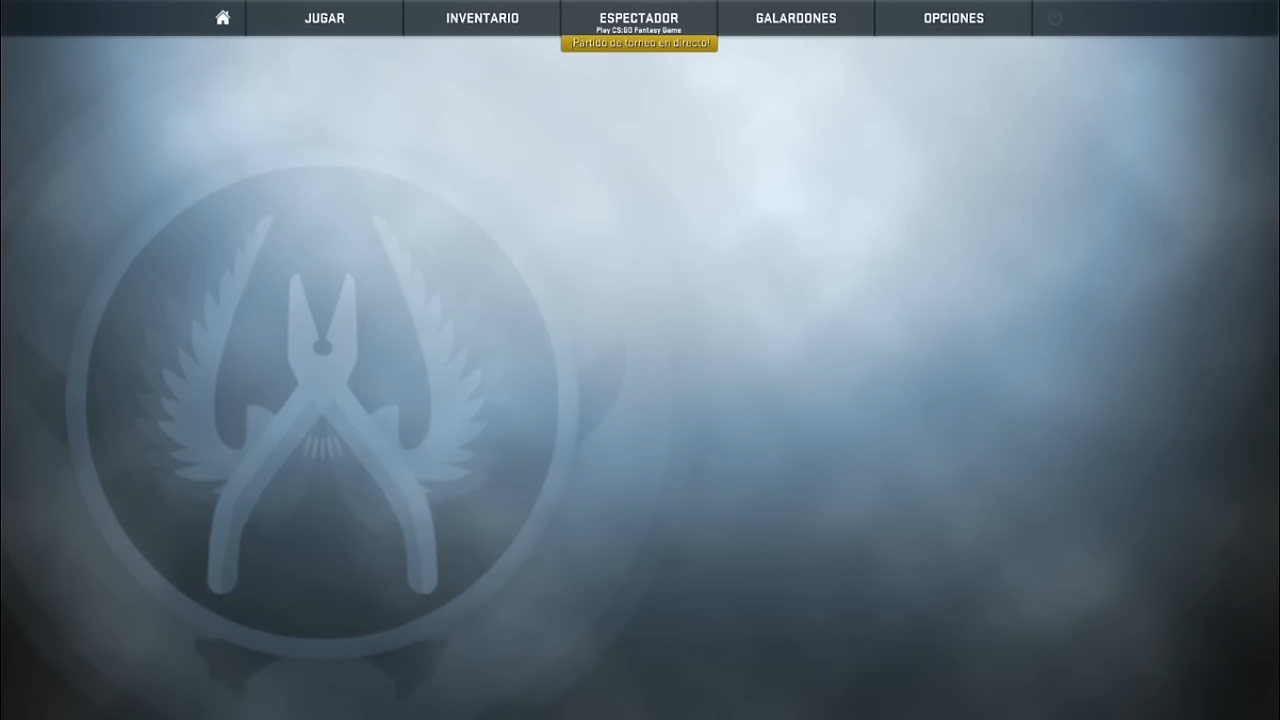 JUGAR
INVENTARIO
ESPECTADOR
Play CS:GO Fantasy Game
¡Partido de torneo en directo!
GALARDONES
OPCIONES